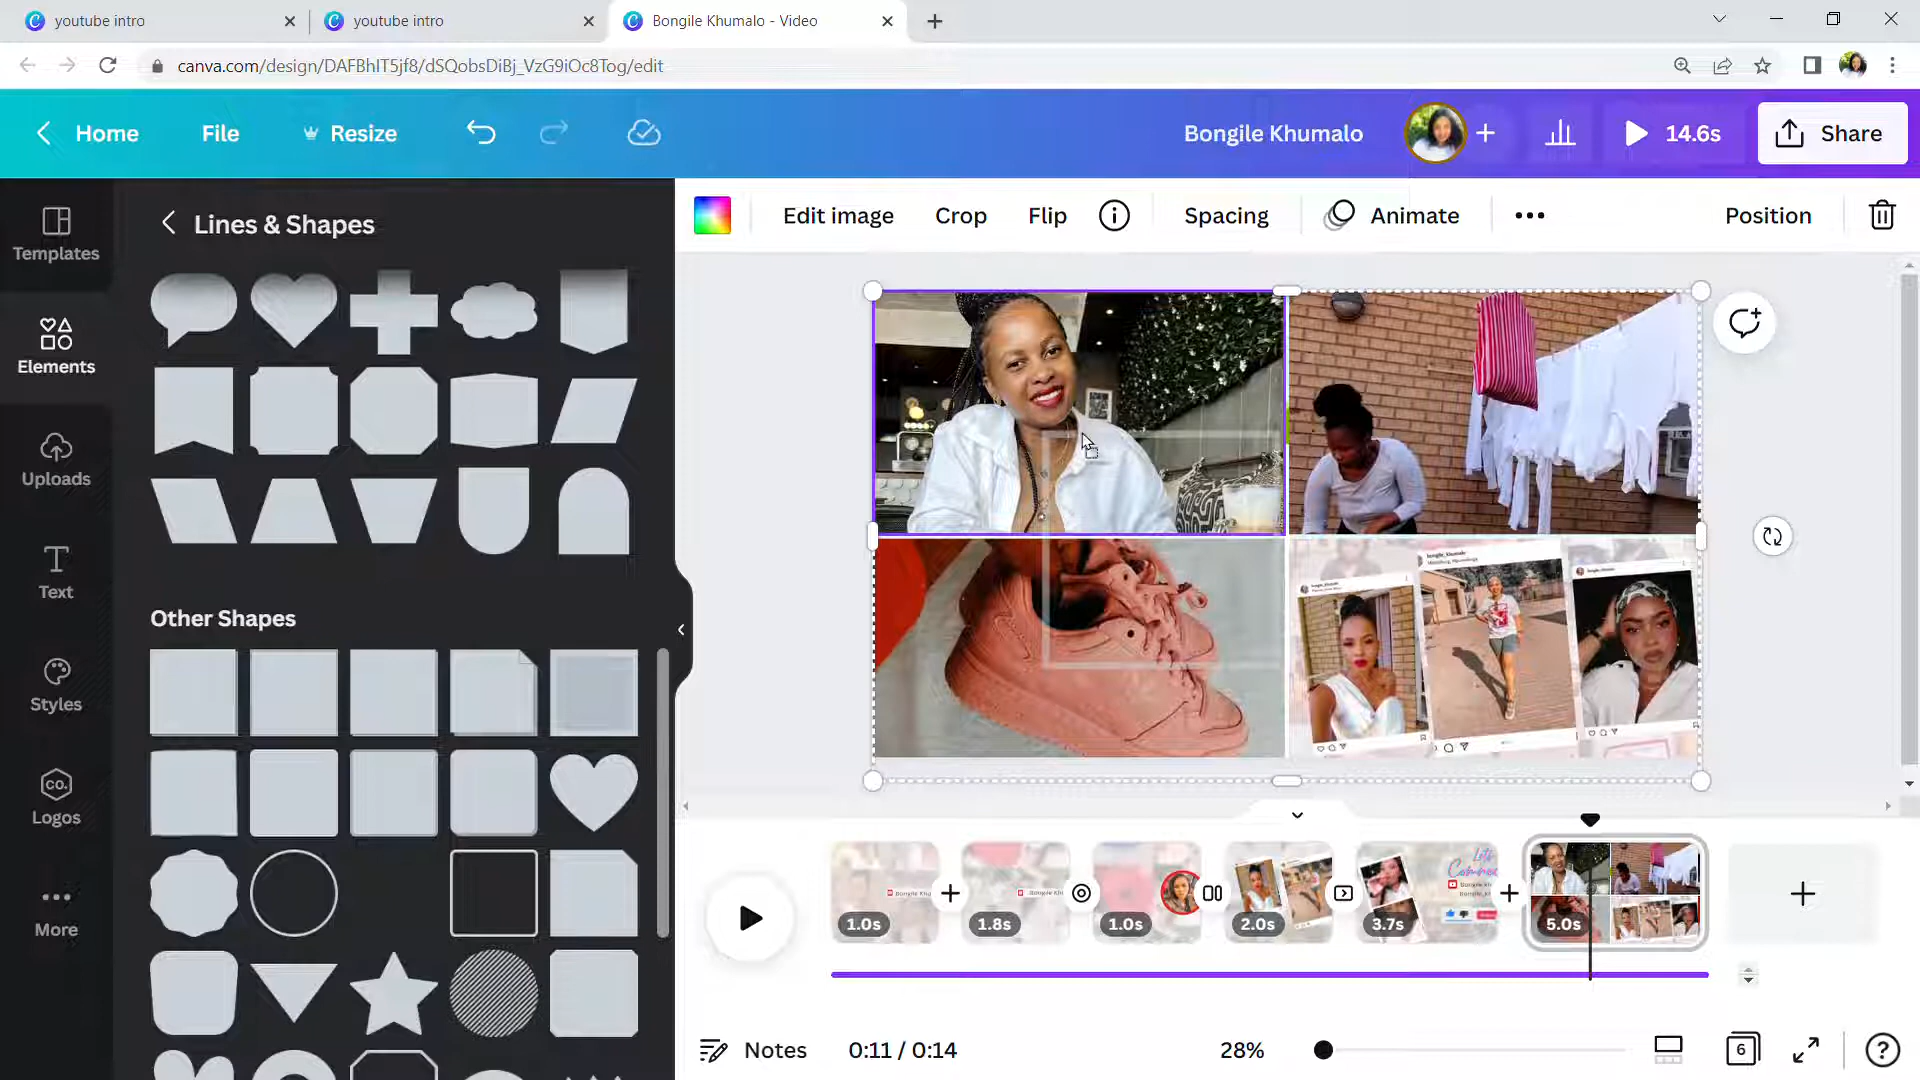 youtube intro
youtube intro
Bongile Khumalo - Video
canva.com/design/DAFBhIT5jf8/dSQobsDiBj_VzG9iOc8Tog/edit
Home
File
Resize
Bongile Khumalo
14.6s
Share
Templates
Elements
Uploads
Text
Styles
CO.
Logos
More
Lines & Shapes
Other Shapes
Edit image
Crop
Flip
Spacing
Animate
Position
bongile_khumalo
1.0s
1.8s
1.0s
2.0s
3.7s
5.0s
Notes
0:11 / 0:14
28%
6